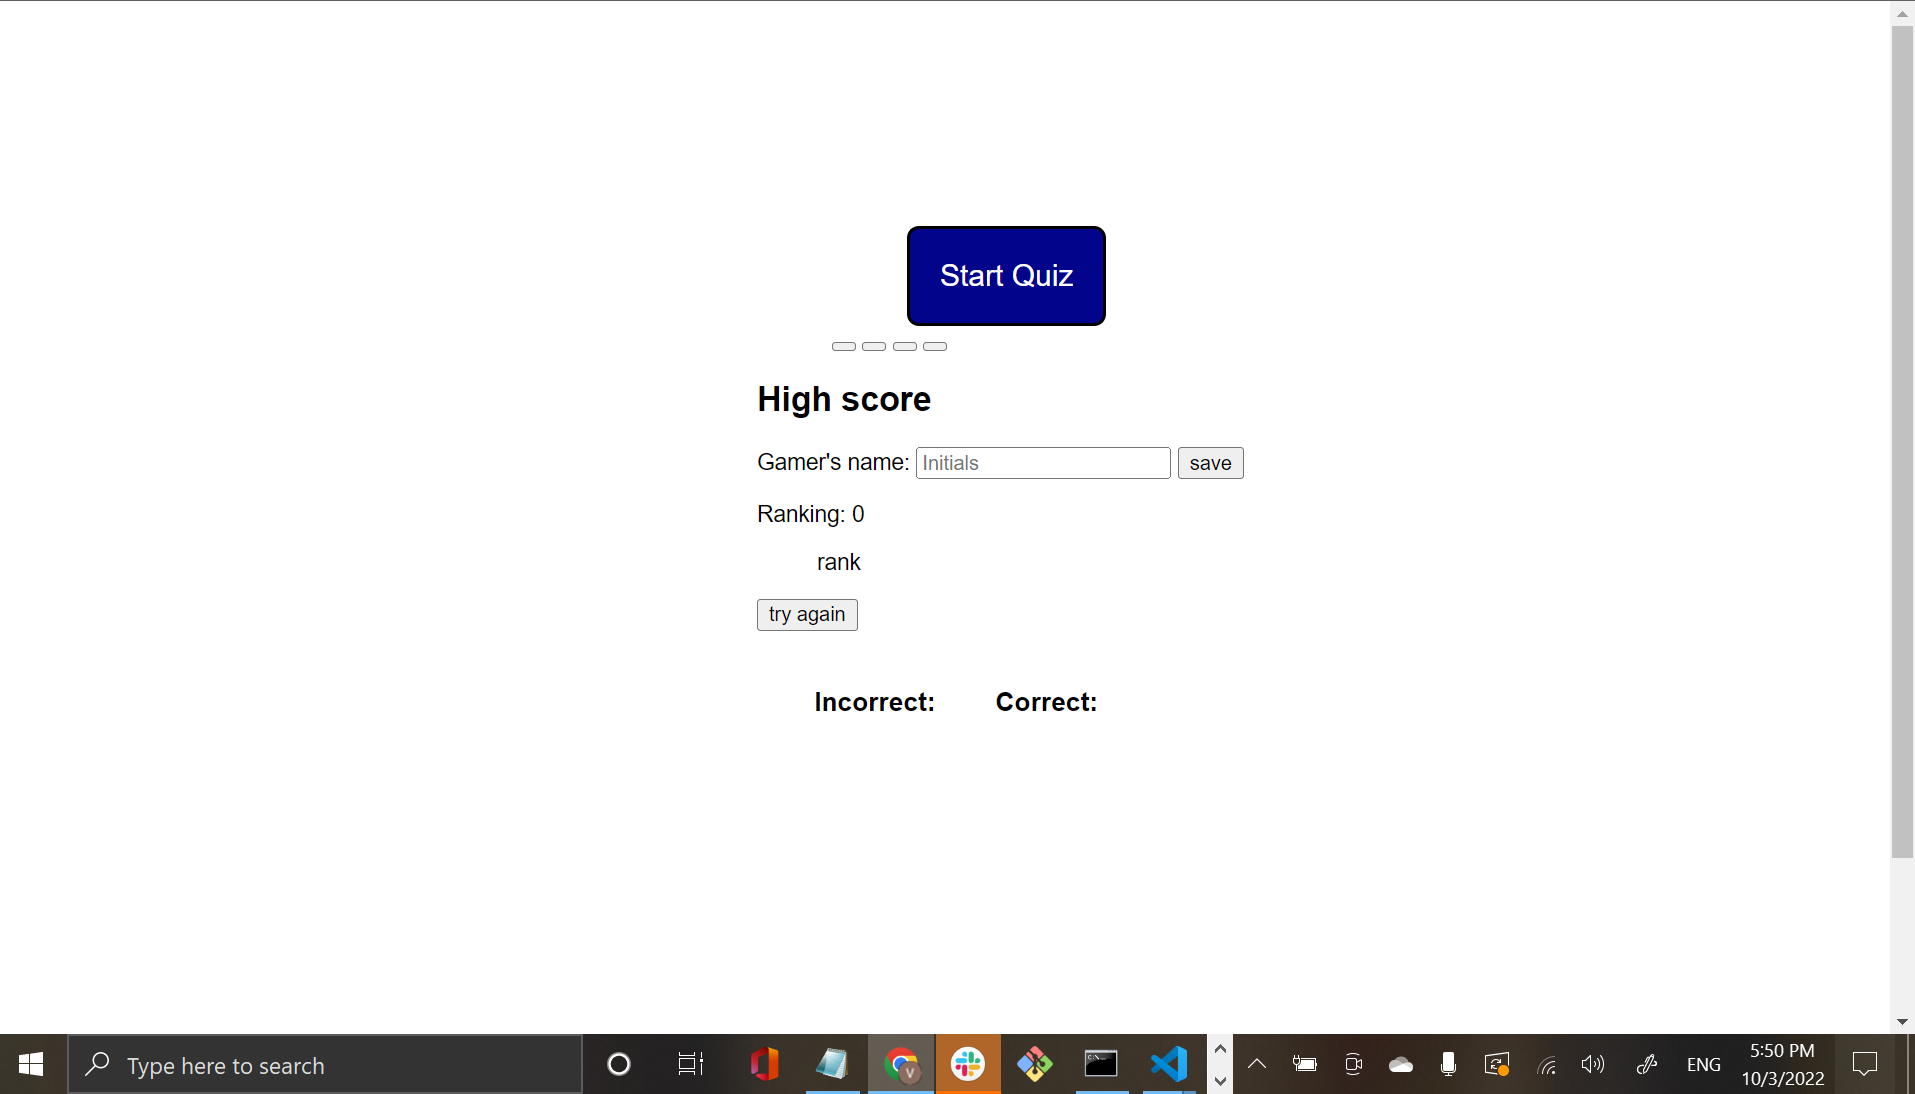 Start Quiz
High score
Gamer's name: Initials save
Ranking: 0
rank
try again
Incorrect: Correct:
Type here to search
V
C:\_
ENG
5:50 PM
10/3/2022